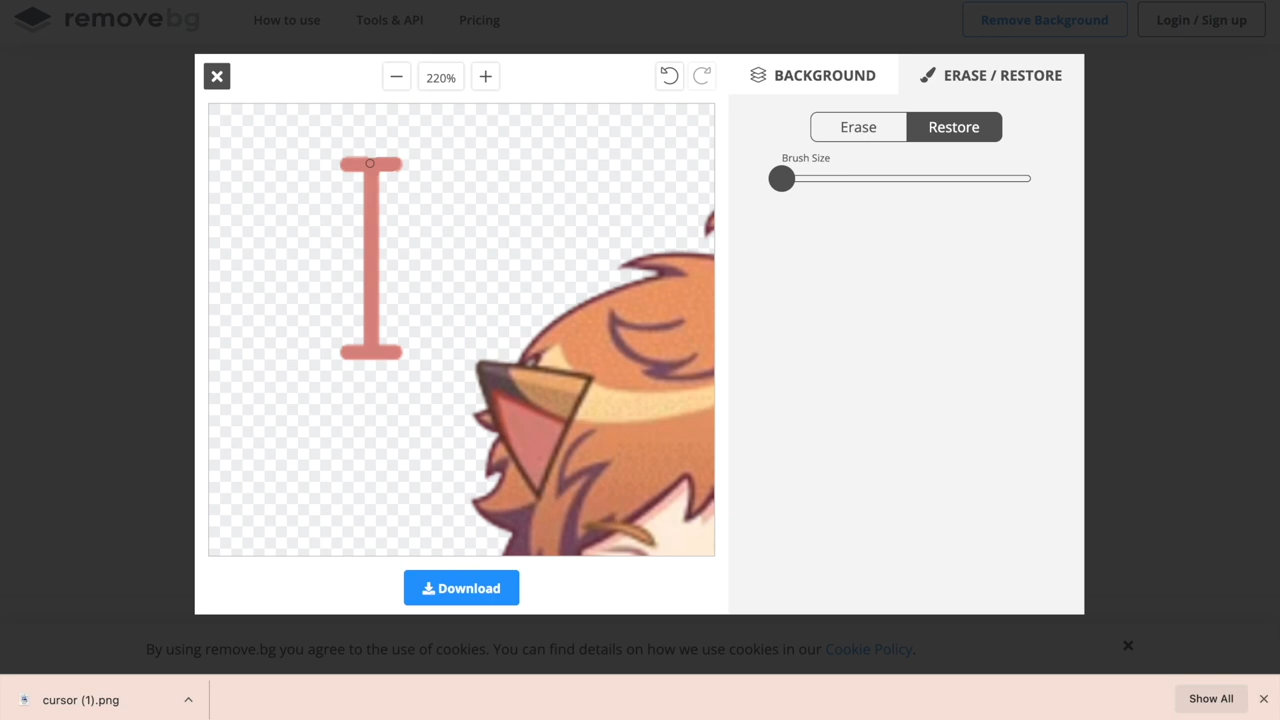 removebg How to use Tools & API Pricing Remove Background Login / Sign up
220% BACKGROUND ERASE / RESTORE
Erase Restore
Brush Size
Download
By using remove.bg you agree to the use of cookies. You can find details on how we use cookies in our Cookie Policy.
cursor (1).png Show All